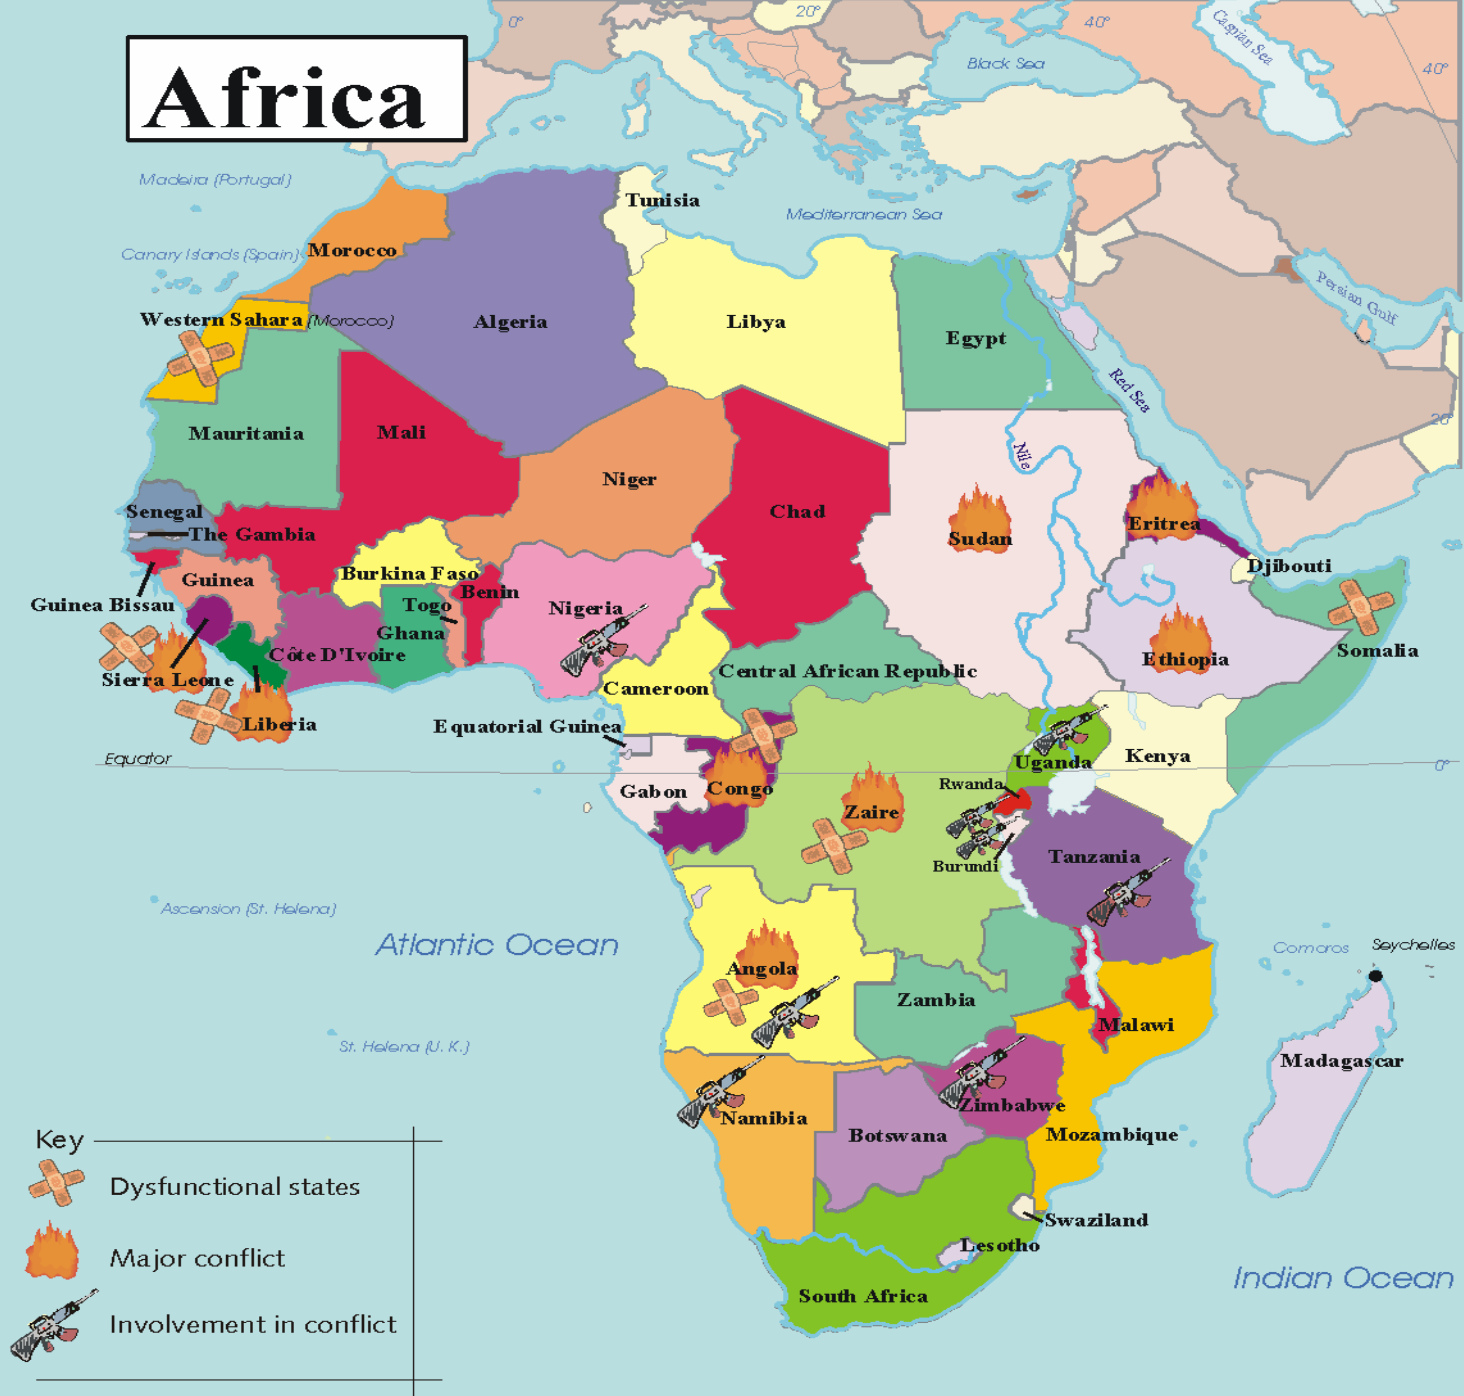 0°
20°
40°
Caspian Sea
Black Sea
40°
Africa
Madeira (Portugal)
Tunisia
Mediterranean Sea
Canary Islands (Spain)
Morocco
Persian Gulf
Western Sahara (Morocco)
Algeria
Libya
Egypt
Red Sea
20°
Mauritania
Mali
Nile
Niger
Chad
Senegal
The Gambia
Sudan
Eritrea
Djibouti
Guinea
Burkina Faso
Benin
Guinea Bissau
Togo
Nigeria
Ghana
Côte D'Ivoire
Ethiopia
Somalia
Sierra Leone
Central African Republic
Cameroon
Liberia
Equatorial Guinea
Equator
Kenya
Uganda
0°
Gabon
Congo
Rwanda
Zaire
Tanzania
Burundi
Ascension (St. Helena)
Atlantic Ocean
Comoros
Seychelles
Angola
Zambia
Malawi
St. Helena (U. K.)
Madagascar
Zimbabwe
Namibia
Botswana
Mozambique
Key
Dysfunctional states
Swaziland
Lesotho
Major conflict
Indian Ocean
South Africa
Involvement in conflict